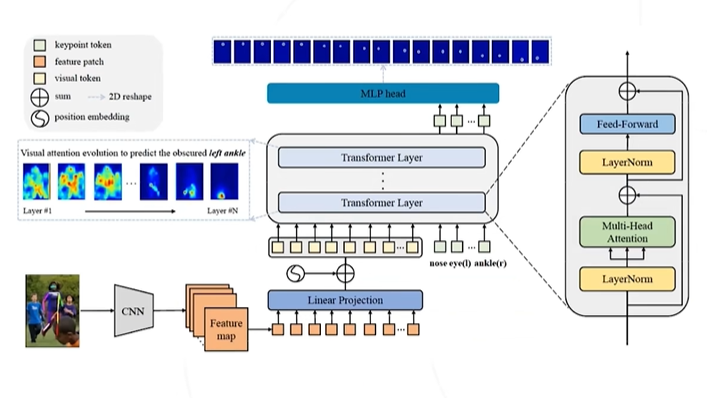 keypoint token
feature patch
visual token
sum
2D reshape
position embedding
MLP head
Visual attention evolution to predict the obscured left ankle
Layer #1
Layer #N
Transformer Layer
Transformer Layer
nose eye(l) ankle(r)
Linear Projection
CNN
Feature
map
Feed-Forward
LayerNorm
Multi-Head
Attention
LayerNorm